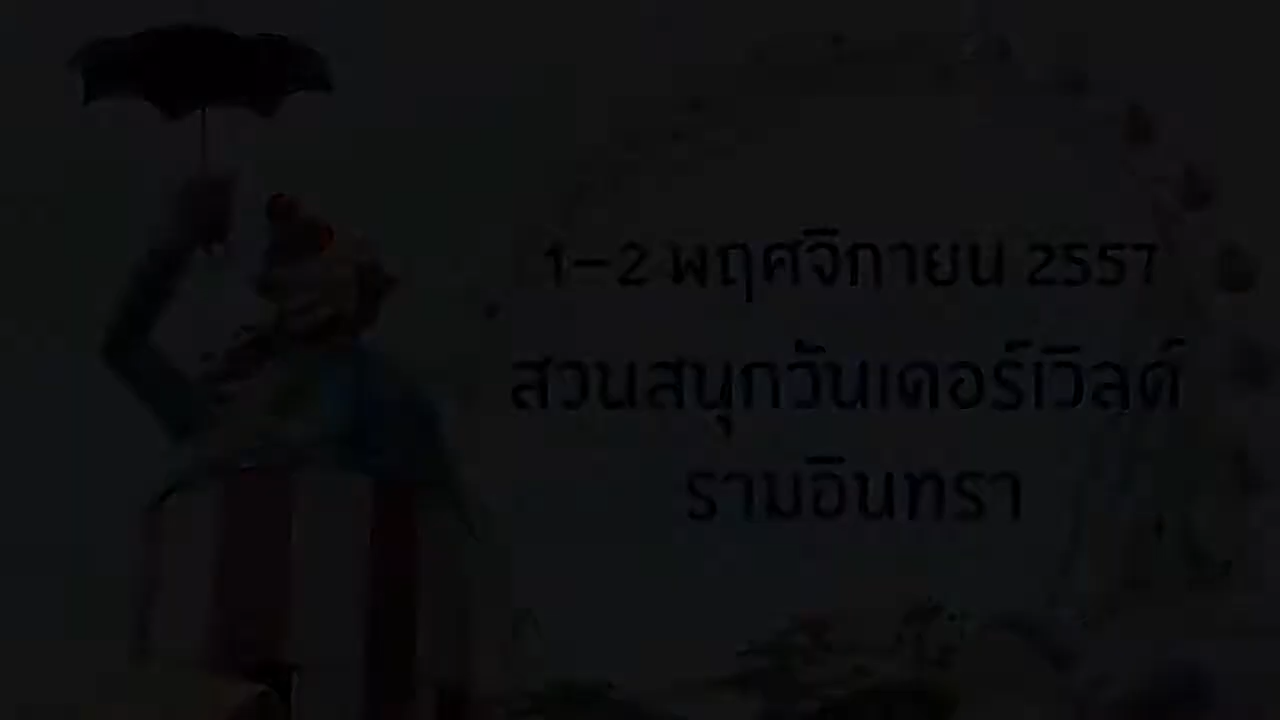 1–2 พฤศจิกายน 2557
สวนสนุกวันเดอร์เวิลด์
รามอินทรา